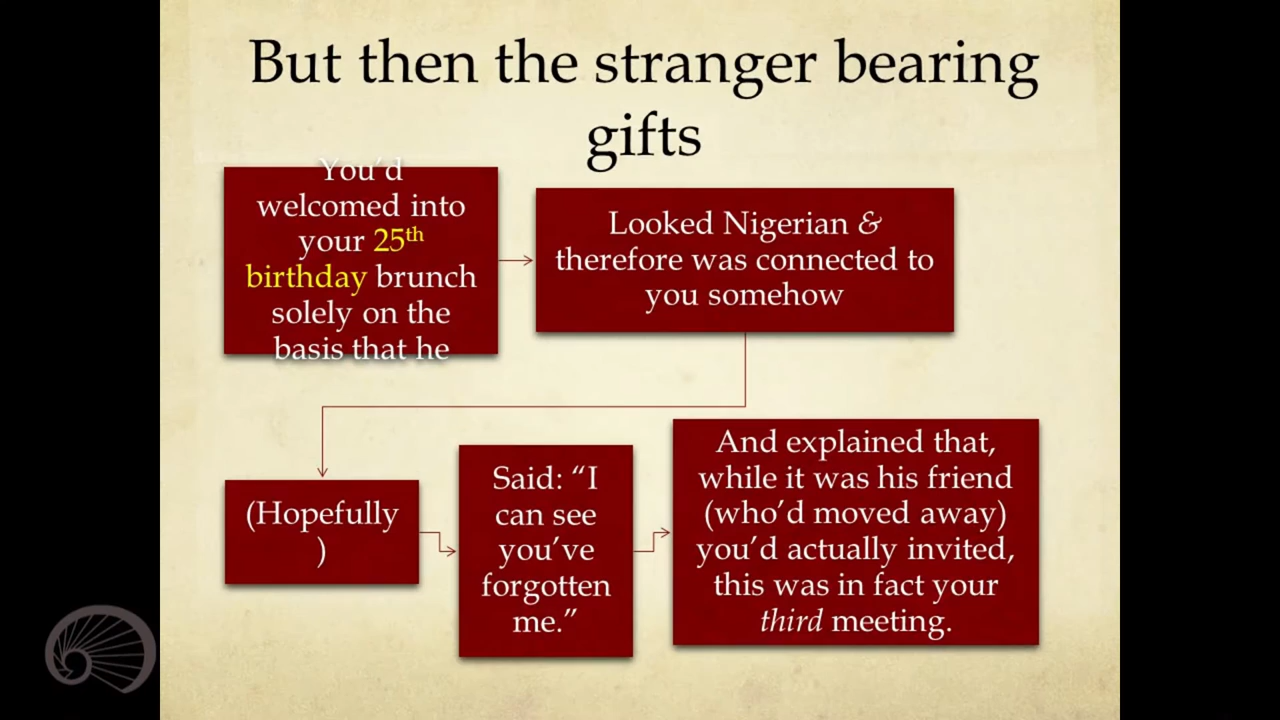 But then the stranger bearing
gifts
You’d
welcomed into
your 25th
birthday brunch
solely on the
basis that he
Looked Nigerian &
therefore was connected to
you somehow
(Hopefully
)
Said: “I
can see
you’ve
forgotten
me.”
And explained that,
while it was his friend
(who’d moved away)
you’d actually invited,
this was in fact your
third meeting.